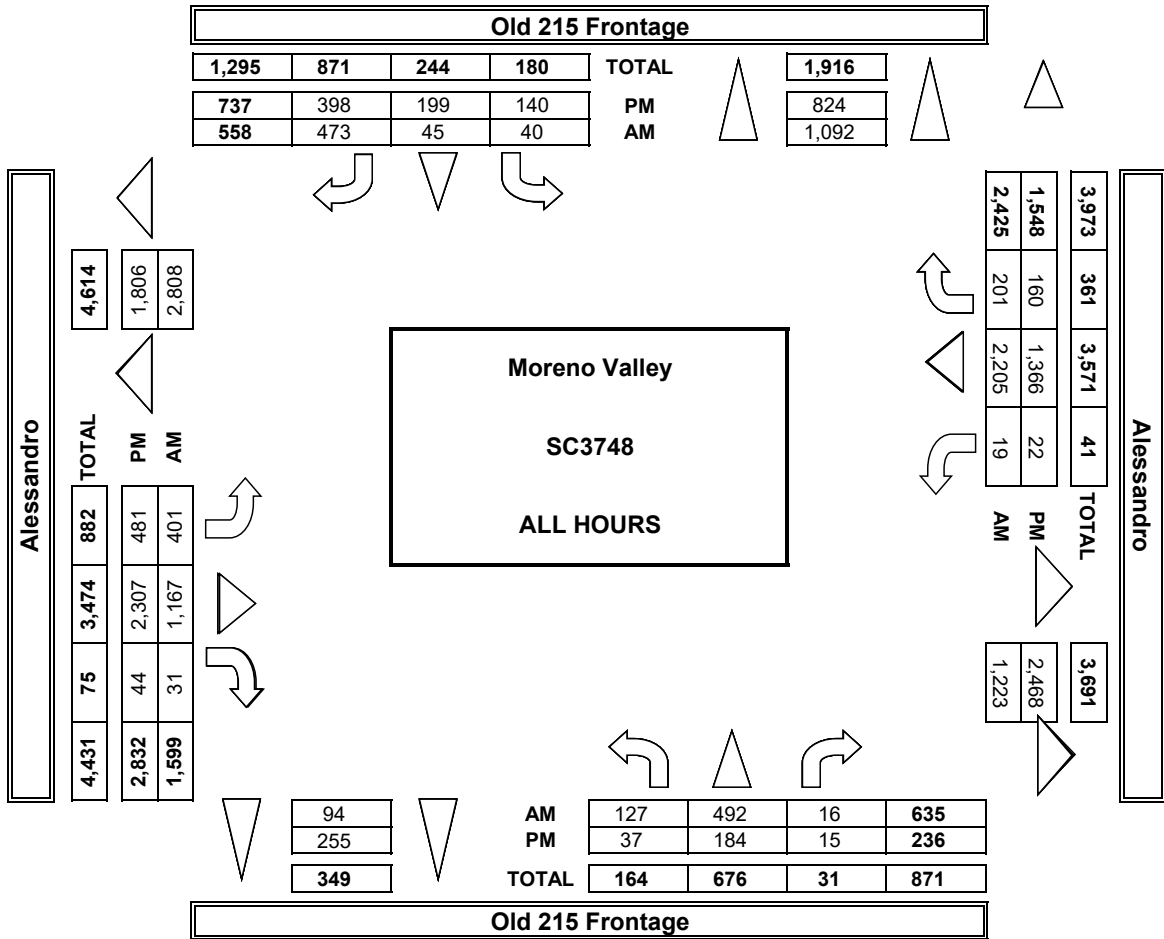 Old 215 Frontage
1,295 871 244 180 TOTAL 1,916
737 398 199 140 PM 824
558 473 45 40 AM 1,092
Alessandro
4,614
1,806
2,808
TOTAL 882 3,474 75 4,431
PM 481 2,307 44 2,832
AM 401 1,167 31 1,599
Moreno Valley
SC3748
ALL HOURS
3,973 361 3,571 41 TOTAL 3,691
1,548 160 1,366 22 PM 2,468
2,425 201 2,205 19 AM 1,223
Alessandro
94 AM 127 492 16 635
255 PM 37 184 15 236
349 TOTAL 164 676 31 871
Old 215 Frontage